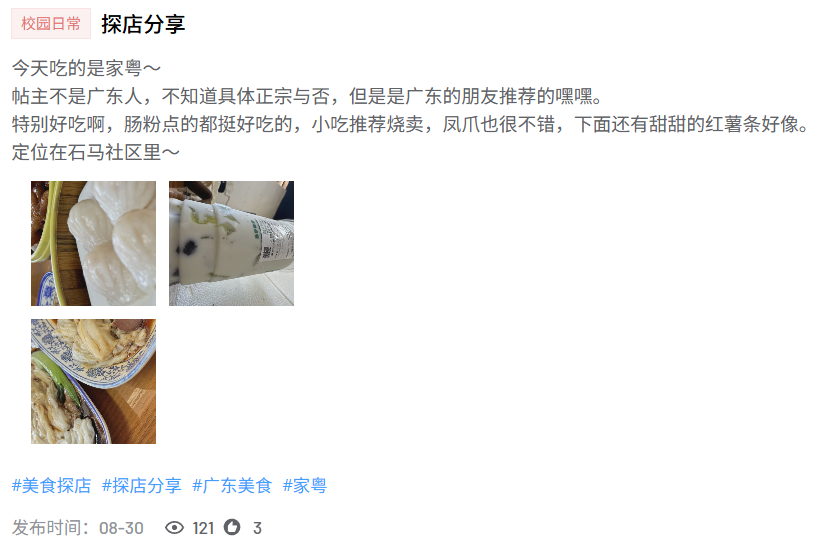 校园日常 探店分享
今天吃的是家粤～
帖主不是广东人，不知道具体正宗与否，但是是广东的朋友推荐的嘿嘿。
特别好吃啊，肠粉点的都挺好吃的，小吃推荐烧卖，凤爪也很不错，下面还有甜甜的红薯条好像。
定位在石马社区里～
#美食探店 #探店分享 #广东美食 #家粤
发布时间：08-30 121 3